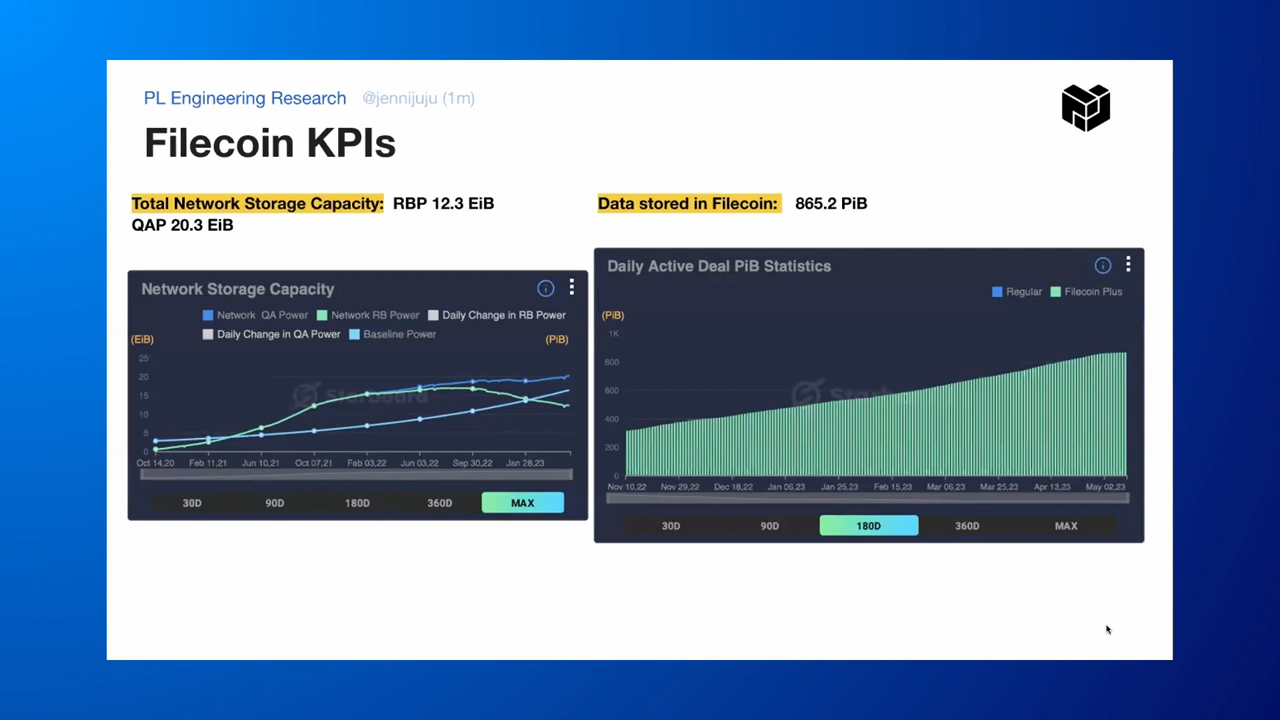 PL Engineering Research @jennijuju (1m)
Filecoin KPIs
Total Network Storage Capacity: RBP 12.3 EiB
QAP 20.3 EiB
Network Storage Capacity
Network QA Power Network RB Power Daily Change in RB Power
Daily Change in QA Power Baseline Power
(EiB) (PiB)
25
20
15
10
5
0
Starboard
Oct 14,20 Feb 11,21 Jun 10,21 Oct 07,21 Feb 03,22 Jun 03,22 Sep 30,22 Jan 28,23
30D 90D 180D 360D MAX
Data stored in Filecoin: 865.2 PiB
Daily Active Deal PiB Statistics
Regular Filecoin Plus
(PiB)
1K
800
600
400
200
0
Nov 10,22 Nov 29,22 Dec 18,22 Jan 06,23 Jan 25,23 Feb 15,23 Mar 06,23 Mar 25,23 Apr 13,23 May 02,23
30D 90D 180D 360D MAX